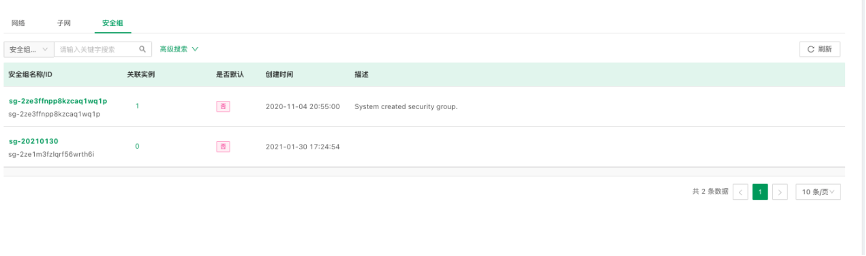 网络 子网 安全组
安全组... 请输入关键字搜索 高级搜索 刷新
安全组名称/ID 关联实例 是否默认 创建时间 描述
sg-2ze3ffnpp8kzcaq1wq1p
sg-2ze3ffnpp8kzcaq1wq1p 1 否 2020-11-04 20:55:00 System created security group.
sg-20210130
sg-2ze1m3fzlqrf56wrth6i 0 否 2021-01-30 17:24:54
共 2 条数据 < 1 > 10 条/页